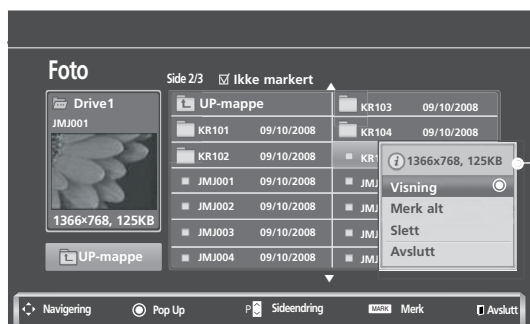 Foto
Side 2/3 Ikke markert
Drive1
JMJ001
1366x768, 125KB
UP-mappe
UP-mappe
KR101 09/10/2008
KR102 09/10/2008
JMJ001 09/10/2008
JMJ002 09/10/2008
JMJ003 09/10/2008
JMJ004 09/10/2008
KR103 09/10/2008
KR104 09/10/2008
1366x768, 125KB
Visning
Merk alt
Slett
Avslutt
Navigering Pop Up P Sideendring MARK Merk Avslutt